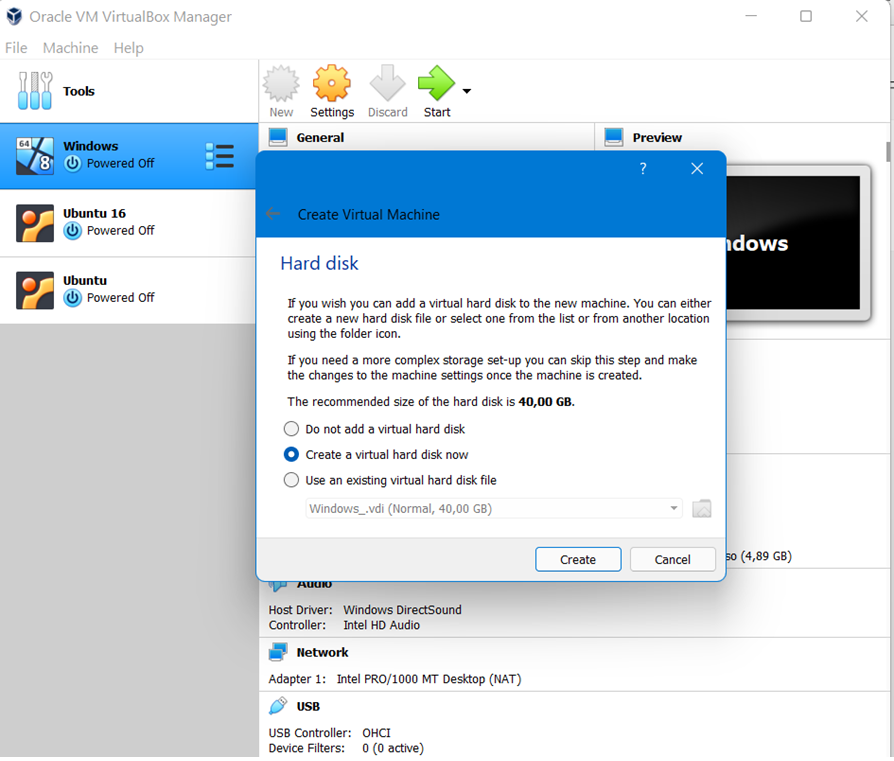 Oracle VM VirtualBox Manager
File Machine Help
Tools
New Settings Discard Start
64
8
Windows
Powered Off
Ubuntu 16
Powered Off
Ubuntu
Powered Off
General
Preview
ndows
?
Create Virtual Machine
Hard disk
If you wish you can add a virtual hard disk to the new machine. You can either
create a new hard disk file or select one from the list or from another location
using the folder icon.
If you need a more complex storage set-up you can skip this step and make
the changes to the machine settings once the machine is created.
The recommended size of the hard disk is 40,00 GB.
Do not add a virtual hard disk
Create a virtual hard disk now
Use an existing virtual hard disk file
Windows_.vdi (Normal, 40,00 GB)
Create Cancel
so (4,89 GB)
Audio
Host Driver: Windows DirectSound
Controller: Intel HD Audio
Network
Adapter 1: Intel PRO/1000 MT Desktop (NAT)
USB
USB Controller: OHCI
Device Filters: 0 (0 active)